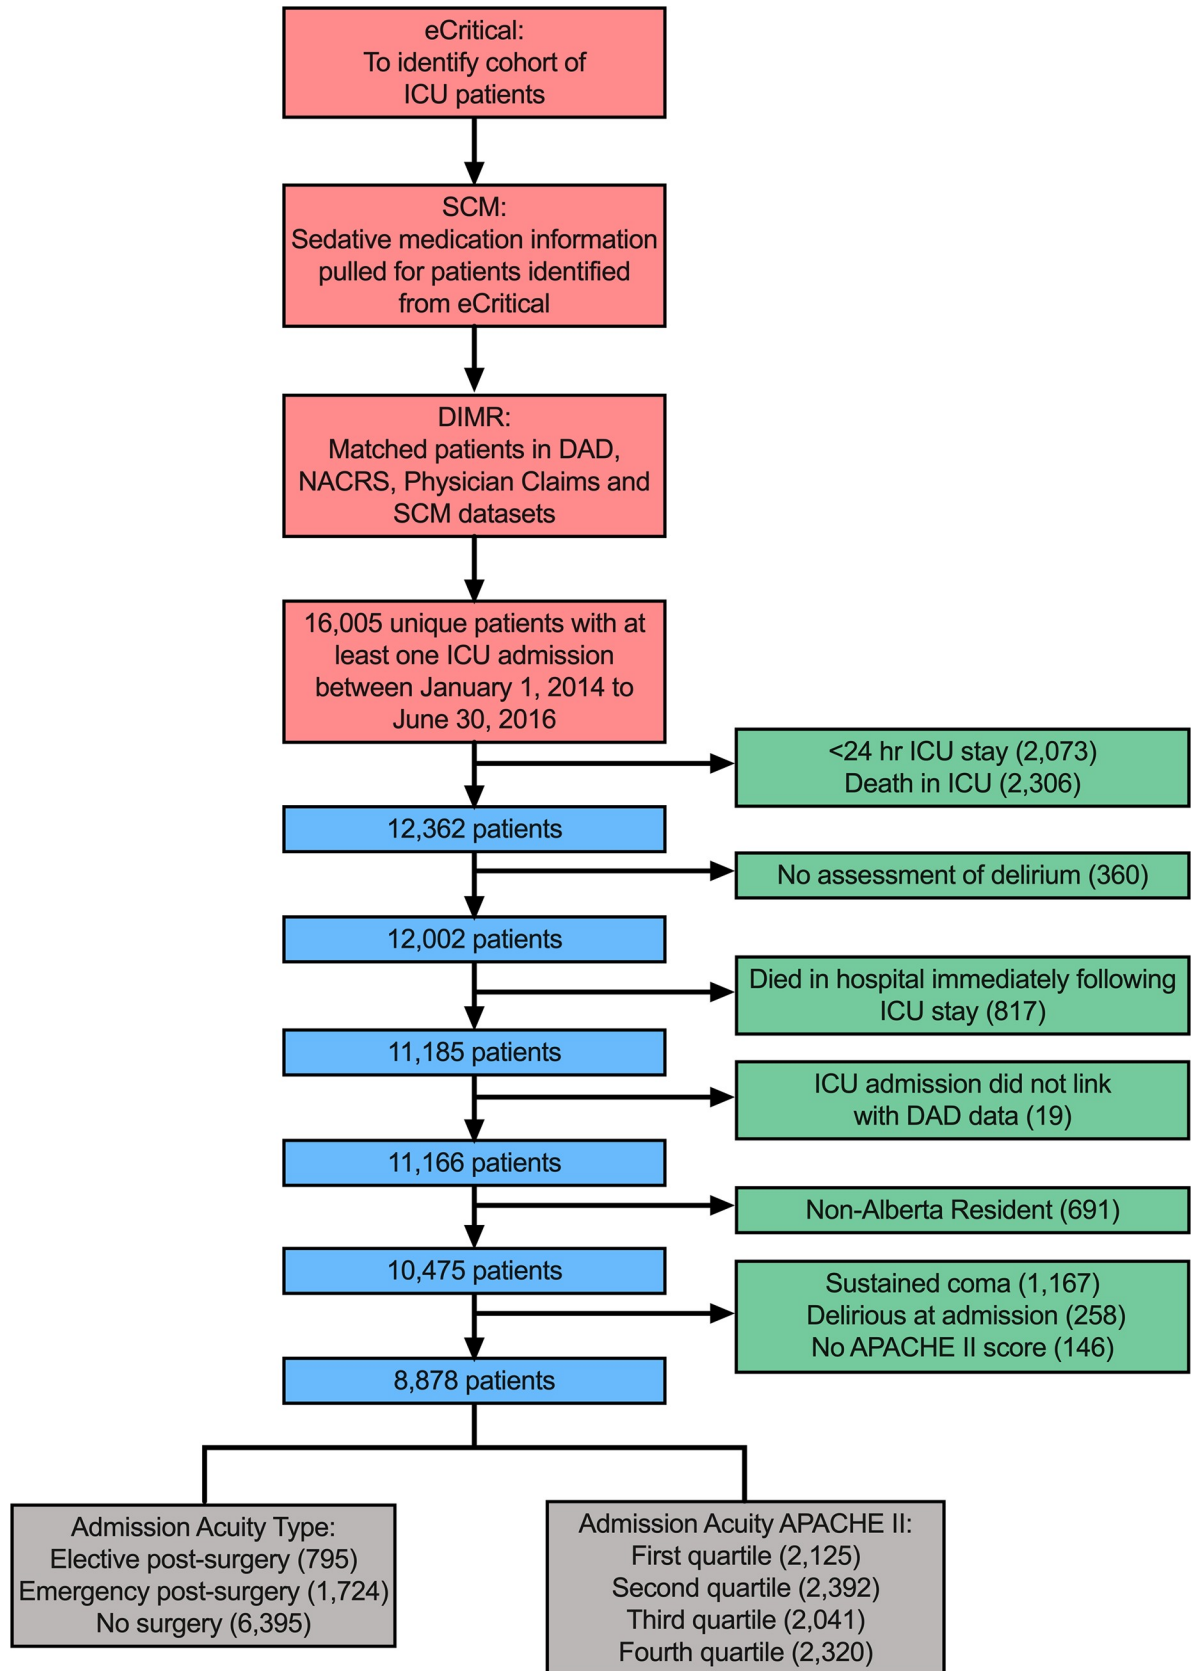 eCritical:
To identify cohort of
ICU patients
SCM:
Sedative medication information
pulled for patients identified
from eCritical
DIMR:
Matched patients in DAD,
NACRS, Physician Claims and
SCM datasets
16,005 unique patients with at
least one ICU admission
between January 1, 2014 to
June 30, 2016
<24 hr ICU stay (2,073)
Death in ICU (2,306)
12,362 patients
No assessment of delirium (360)
12,002 patients
Died in hospital immediately following
ICU stay (817)
11,185 patients
ICU admission did not link
with DAD data (19)
11,166 patients
Non-Alberta Resident (691)
10,475 patients
Sustained coma (1,167)
Delirious at admission (258)
No APACHE II score (146)
8,878 patients
Admission Acuity Type:
Elective post-surgery (795)
Emergency post-surgery (1,724)
No surgery (6,395)
Admission Acuity APACHE II:
First quartile (2,125)
Second quartile (2,392)
Third quartile (2,041)
Fourth quartile (2,320)